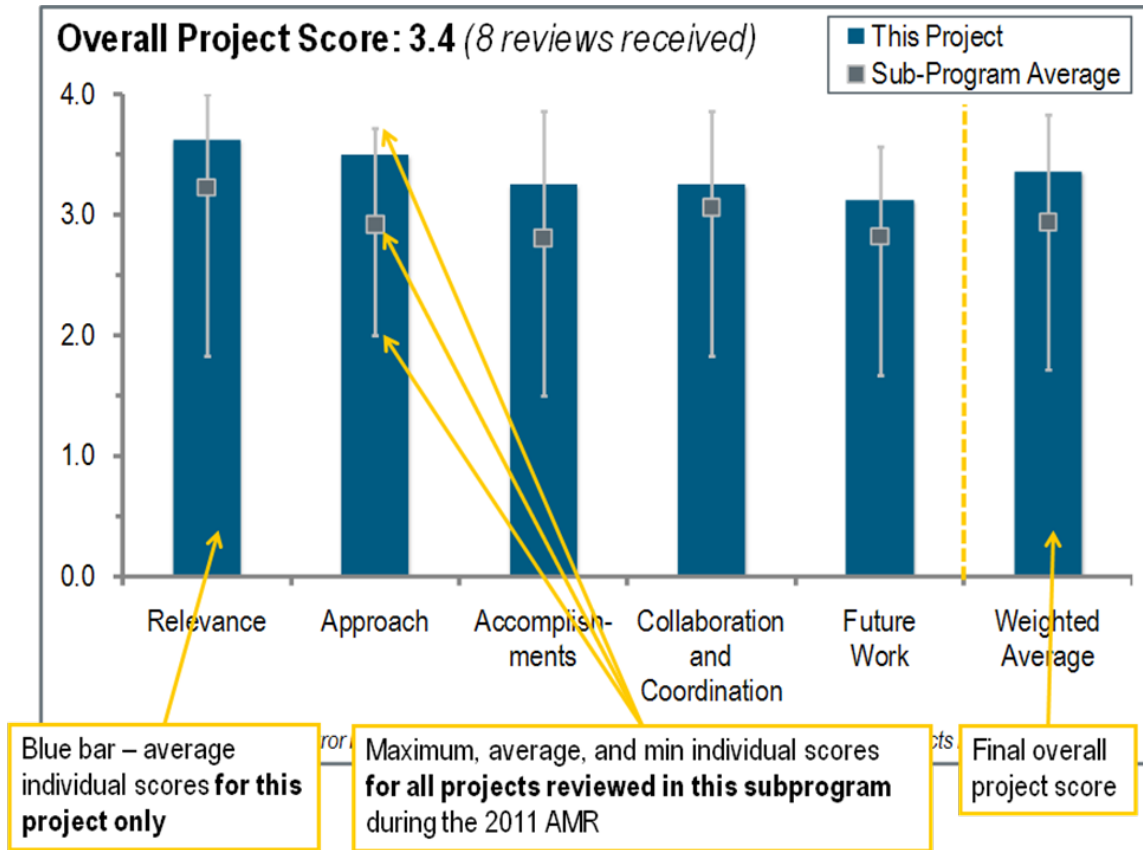 Overall Project Score: 3.4 (8 reviews received)
This Project
Sub-Program Average
4.0
3.0
2.0
1.0
0.0
Relevance
Approach
Accomplish-
ments
Collaboration
and
Coordination
Future
Work
Weighted
Average
Blue bar – average
individual scores for this
project only
Maximum, average, and min individual scores
for all projects reviewed in this subprogram
during the 2011 AMR
Final overall
project score